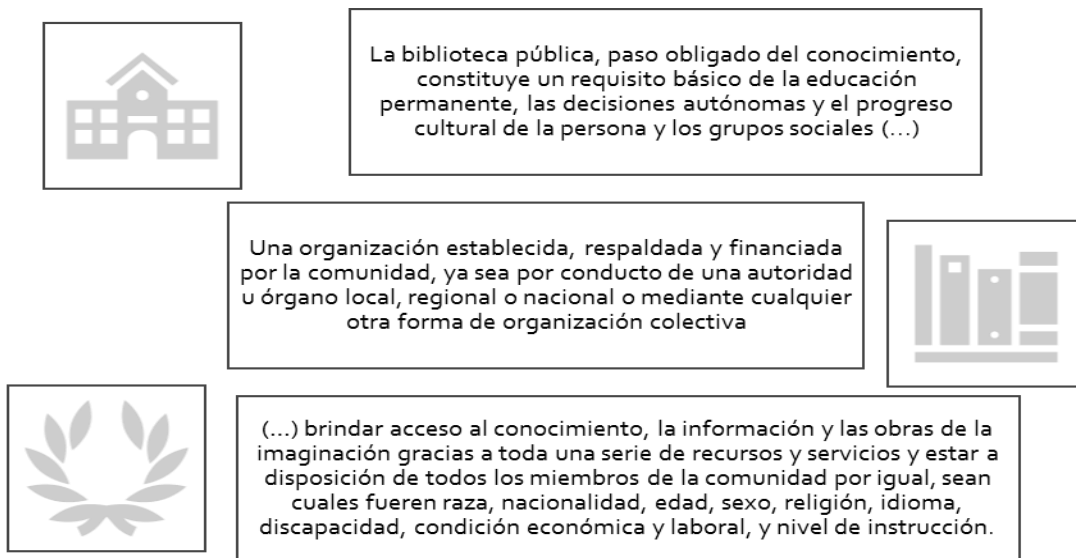 La biblioteca pública, paso obligado del conocimiento,
constituye un requisito básico de la educación
permanente, las decisiones autónomas y el progreso
cultural de la persona y los grupos sociales (...)
Una organización establecida, respaldada y financiada
por la comunidad, ya sea por conducto de una autoridad
u órgano local, regional o nacional o mediante cualquier
otra forma de organización colectiva
(...) brindar acceso al conocimiento, la información y las obras de la
imaginación gracias a toda una serie de recursos y servicios y estar a
disposición de todos los miembros de la comunidad por igual, sean
cuales fueren raza, nacionalidad, edad, sexo, religión, idioma,
discapacidad, condición económica y laboral, y nivel de instrucción.